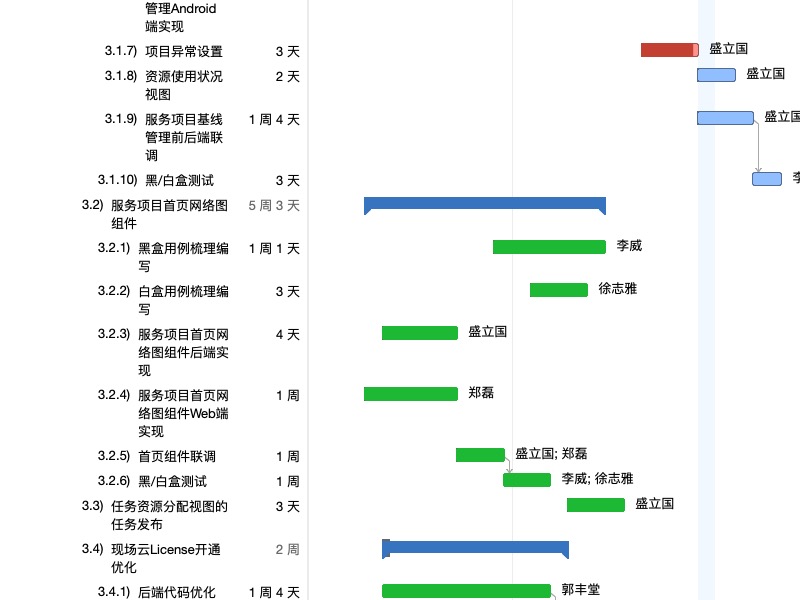 管理Android
端实现
3.1.7) 项目异常设置 3 天 盛立国
3.1.8) 资源使用状况 2 天 盛立国
视图
3.1.9) 服务项目基线 1 周 4 天 盛立国
管理前后端联
调
3.1.10) 黑/白盒测试 3 天
3.2) 服务项目首页网络图 5 周 3 天
组件
3.2.1) 黑盒用例梳理编 1 周 1 天 李威
写
3.2.2) 白盒用例梳理编 3 天 徐志雅
写
3.2.3) 服务项目首页网 4 天 盛立国
络图组件后端实
现
3.2.4) 服务项目首页网 1 周 郑磊
络图组件Web端
实现
3.2.5) 首页组件联调 1 周 盛立国; 郑磊
3.2.6) 黑/白盒测试 1 周 李威; 徐志雅
3.3) 任务资源分配视图的 3 天 盛立国
任务发布
3.4) 现场云License开通 2 周
优化
3.4.1) 后端代码优化 1 周 4 天 郭丰堂